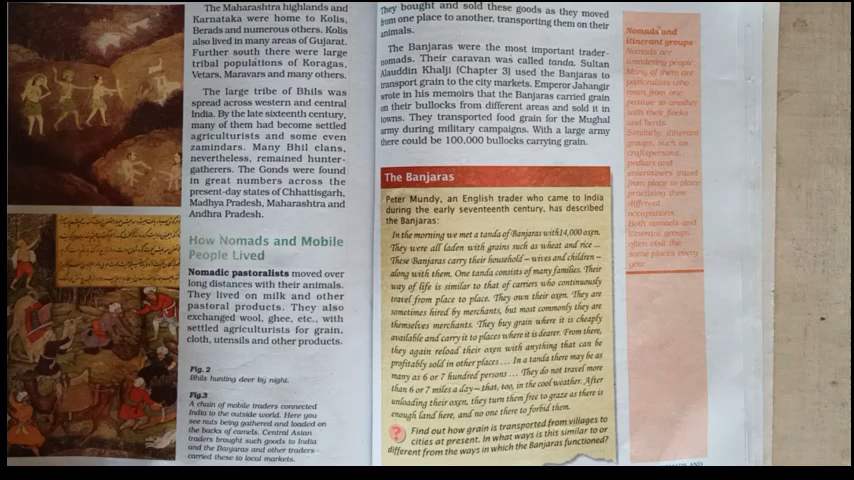 The Maharashtra highlands and
Karnataka were home to Kolis,
Berads and numerous others. Kolis
also lived in many areas of Gujarat.
Further south there were large
tribal populations of Koragas,
Vetars, Maravars and many others.
The large tribe of Bhils was
spread across western and central
India. By the late sixteenth century,
many of them had become settled
agriculturists and some even
zamindars. Many Bhil clans,
nevertheless, remained hunter-
gatherers. The Gonds were found
in great numbers across the
present-day states of Chhattisgarh,
Madhya Pradesh, Maharashtra and
Andhra Pradesh.
How Nomads and Mobile
People Lived
Nomadic pastoralists moved over
long distances with their animals.
They lived on milk and other
pastoral products. They also
exchanged wool, ghee, etc., with
settled agriculturists for grain,
cloth, utensils and other products.
Fig. 2
Bhils hunting deer by night.
Fig.3
A chain of mobile traders connected
India to the outside world. Here you
see nuts being gathered and loaded on
the backs of camels. Central Asian
traders brought such goods to India
and the Banjaras and other traders
carried these to local markets.
They bought and sold these goods as they moved
from one place to another, transporting them on their
animals.
The Banjaras were the most important trader-
nomads. Their caravan was called tanda. Sultan
Alauddin Khalji (Chapter 3) used the Banjaras to
transport grain to the city markets. Emperor Jahangir
wrote in his memoirs that the Banjaras carried grain
on their bullocks from different areas and sold it in
towns. They transported food grain for the Mughal
army during military campaigns. With a large army
there could be 100,000 bullocks carrying grain.
The Banjaras
Peter Mundy, an English trader who came to India
during the early seventeenth century, has described
the Banjaras:
In the morning we met a tanda of Banjaras with14,000 oxen.
They were all laden with grains such as wheat and rice ...
These Banjaras carry their household – wives and children –
along with them. One tanda consists of many families. Their
way of life is similar to that of carriers who continuously
travel from place to place. They own their oxen. They are
sometimes hired by merchants, but most commonly they are
themselves merchants. They buy grain where it is cheaply
available and carry it to places where it is dearer. From there,
they again reload their oxen with anything that can be
profitably sold in other places ... In a tanda there may be as
many as 6 or 7 hundred persons ... They do not travel more
than 6 or 7 miles a day – that, too, in the cool weather. After
unloading their oxen, they turn them free to graze as there is
enough land here, and no one there to forbid them.
? Find out how grain is transported from villages to
cities at present. In what ways is this similar to or
different from the ways in which the Banjaras functioned?
Nomads and
itinerant groups
Nomads are
wandering people.
Many of them are
pastoralists who
roam from one
pasture to another
with their flocks
and herds.
Similarly, itinerant
groups, such as
craftspersons,
pedlars and
entertainers travel
from place to place
practising their
different
occupations.
Both nomads and
itinerant groups
often visit the
same places every
year.